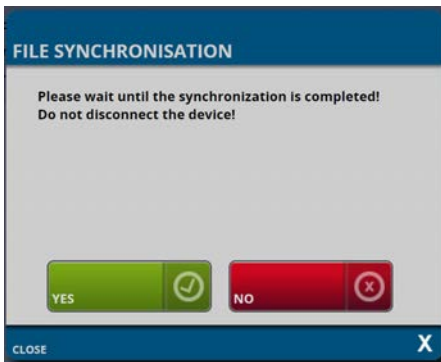 FILE SYNCHRONISATION
Please wait until the synchronization is completed!
Do not disconnect the device!
YES
NO
CLOSE
X